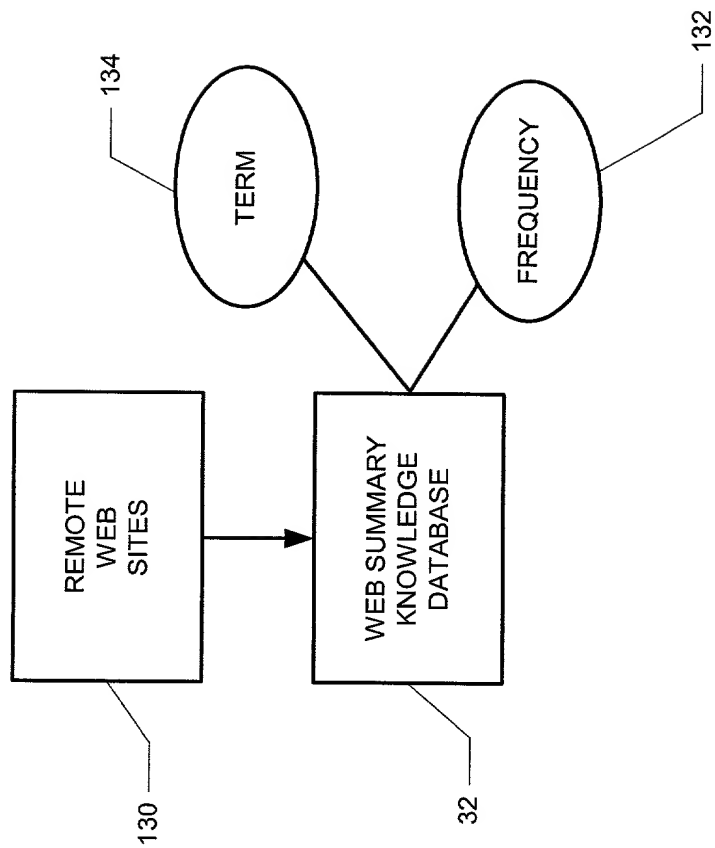 130
REMOTE
WEB
SITES
134
TERM
32
WEB SUMMARY
KNOWLEDGE
DATABASE
FREQUENCY
132